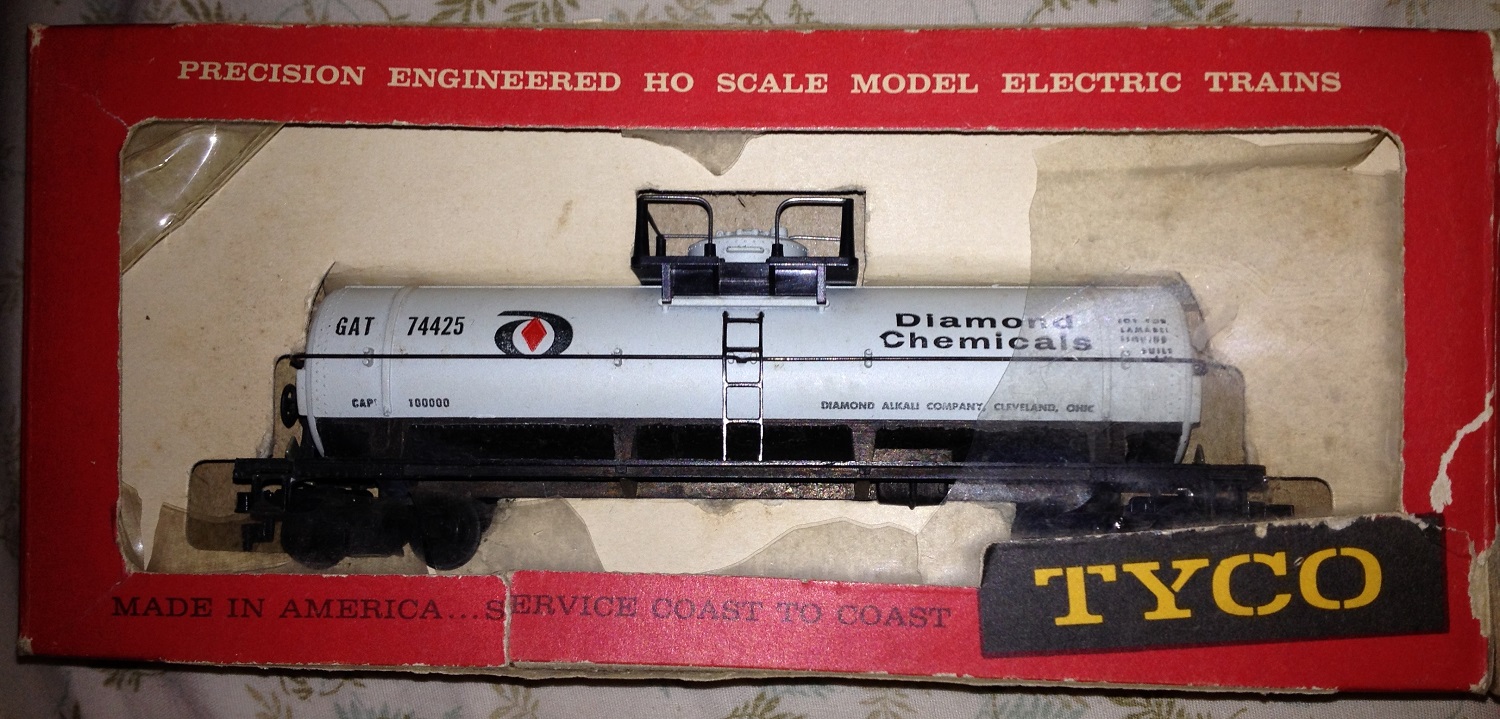 PRECISION ENGINEERED HO SCALE MODEL ELECTRIC TRAINS
GAT 74425
Diamond
Chemicals
CAP' 100000
DIAMOND ALKALI COMPANY, CLEVELAND, OHIO
MADE IN AMERICA...SERVICE COAST TO COAST
TYCO